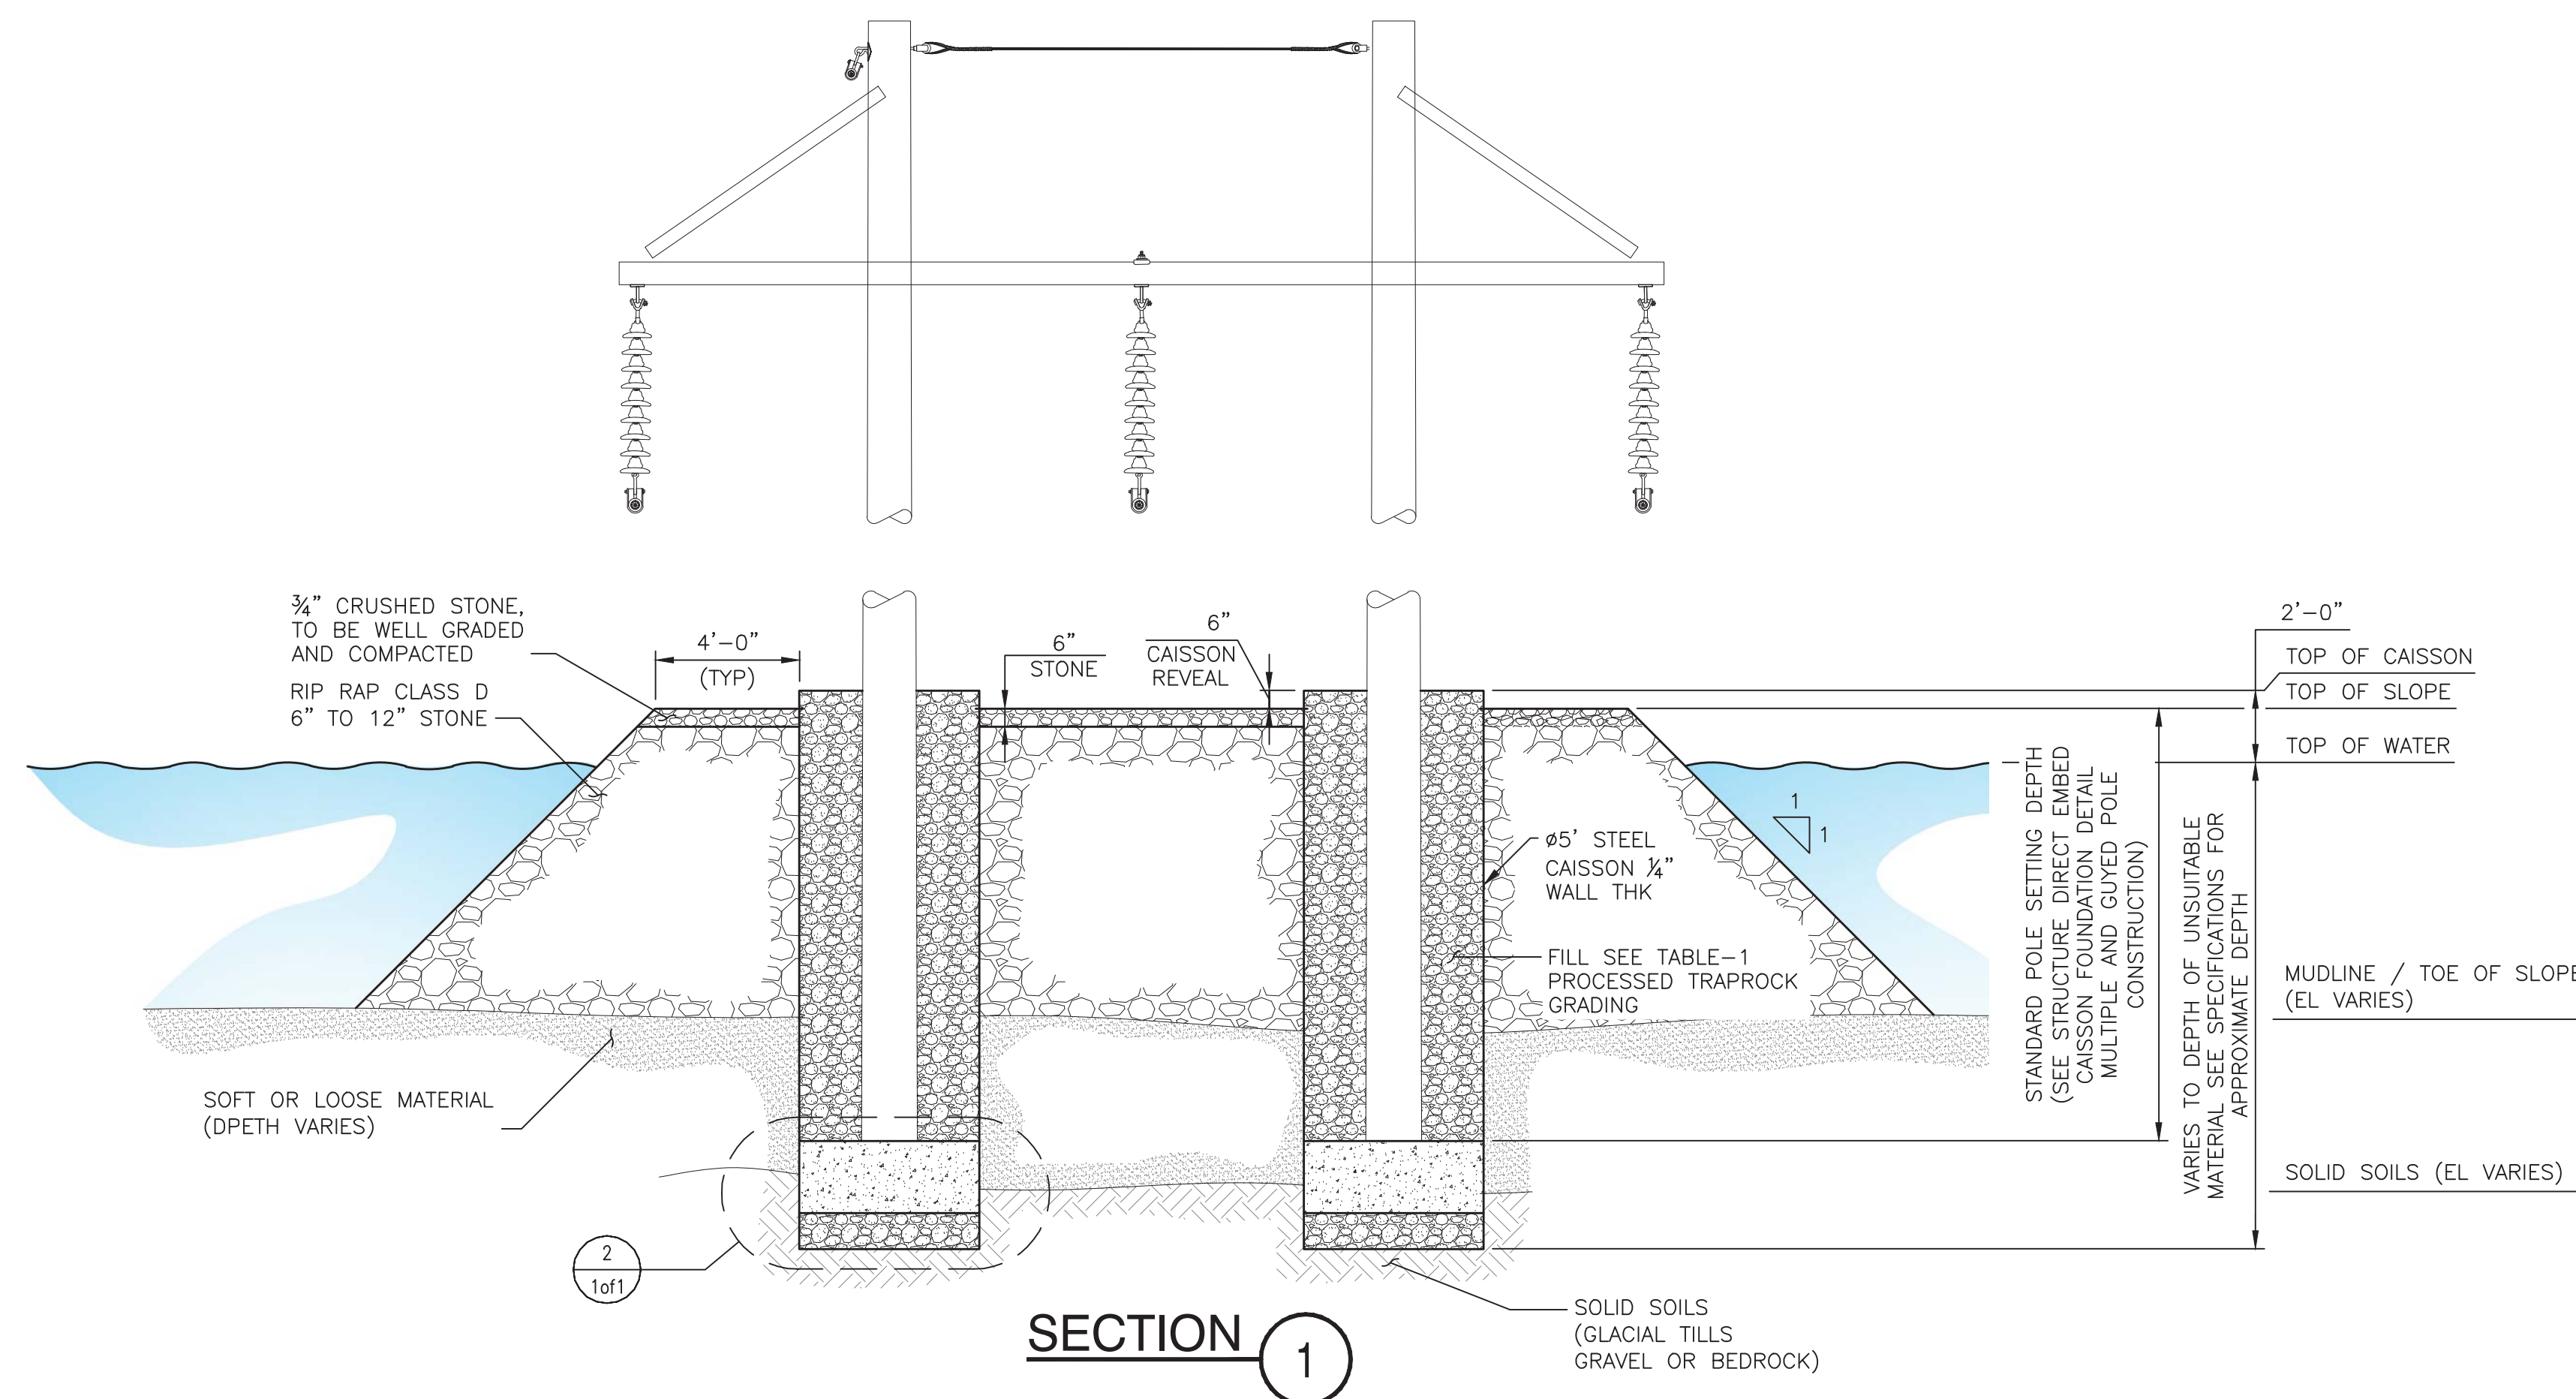 ¾” CRUSHED STONE,
TO BE WELL GRADED
AND COMPACTED
RIP RAP CLASS D
6” TO 12” STONE
4’-0”
(TYP)
6”
STONE
6”
CAISSON
REVEAL
2’-0”
TOP OF CAISSON
TOP OF SLOPE
TOP OF WATER
1
1
ø5’ STEEL
CAISSON ¼”
WALL THK
FILL SEE TABLE-1
PROCESSED TRAPROCK
GRADING
STANDARD POLE SETTING DEPTH
(SEE STRUCTURE DIRECT EMBED
CAISSON FOUNDATION DETAIL
MULTIPLE AND GUYED POLE
CONSTRUCTION)
VARIES TO DEPTH OF UNSUITABLE
MATERIAL SEE SPECIFICATIONS FOR
APPROXIMATE DEPTH
MUDLINE / TOE OF SLOPE
(EL VARIES)
SOLID SOILS (EL VARIES)
SOFT OR LOOSE MATERIAL
(DPETH VARIES)
2
1of1
SOLID SOILS
(GLACIAL TILLS
GRAVEL OR BEDROCK)
SECTION 1